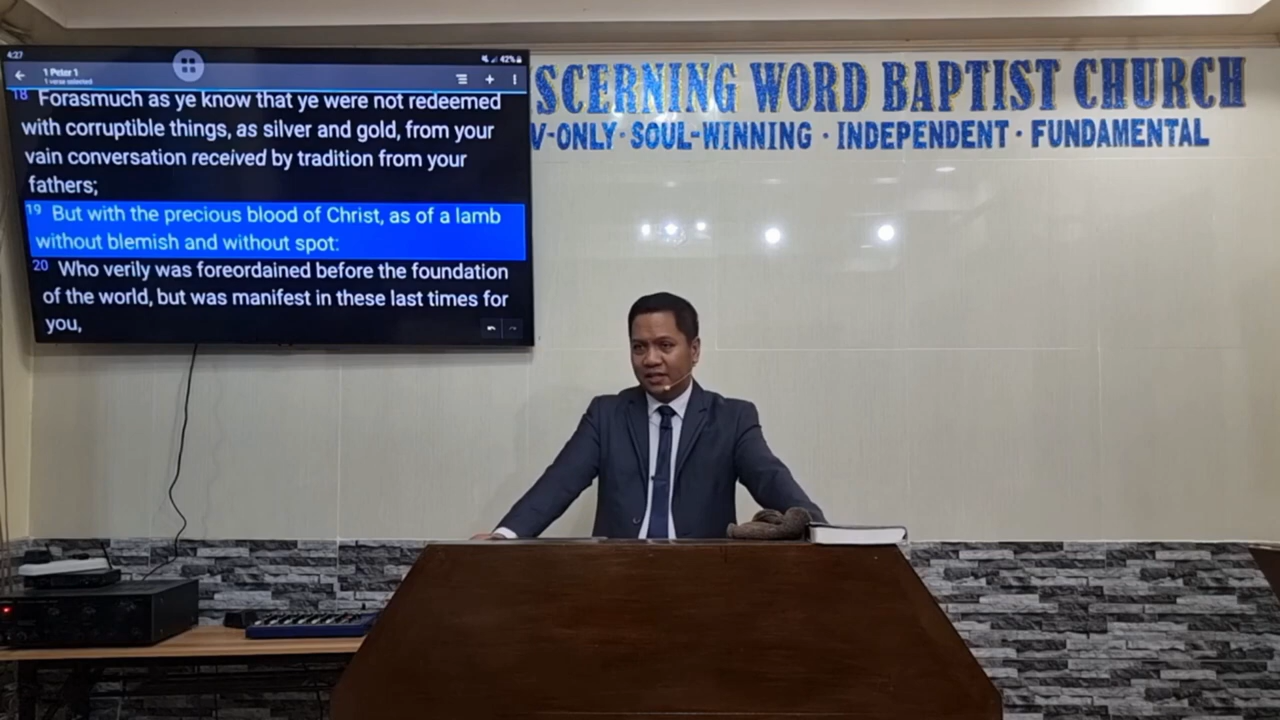 4:27
42%
1 Peter 1
1 verse selected
18 Forasmuch as ye know that ye were not redeemed
with corruptible things, as silver and gold, from your
vain conversation received by tradition from your
fathers;
19 But with the precious blood of Christ, as of a lamb
without blemish and without spot:
20 Who verily was foreordained before the foundation
of the world, but was manifest in these last times for
you,
SCERNING WORD BAPTIST CHURCH
V-ONLY · SOUL-WINNING · INDEPENDENT · FUNDAMENTAL